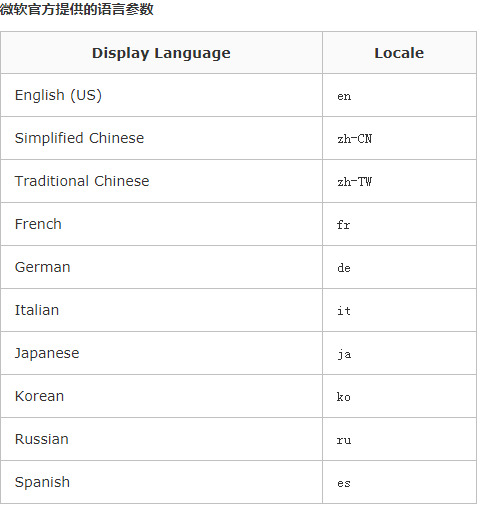 微软官方提供的语言参数
Display Language Locale
English (US) en
Simplified Chinese zh-CN
Traditional Chinese zh-TW
French fr
German de
Italian it
Japanese ja
Korean ko
Russian ru
Spanish es